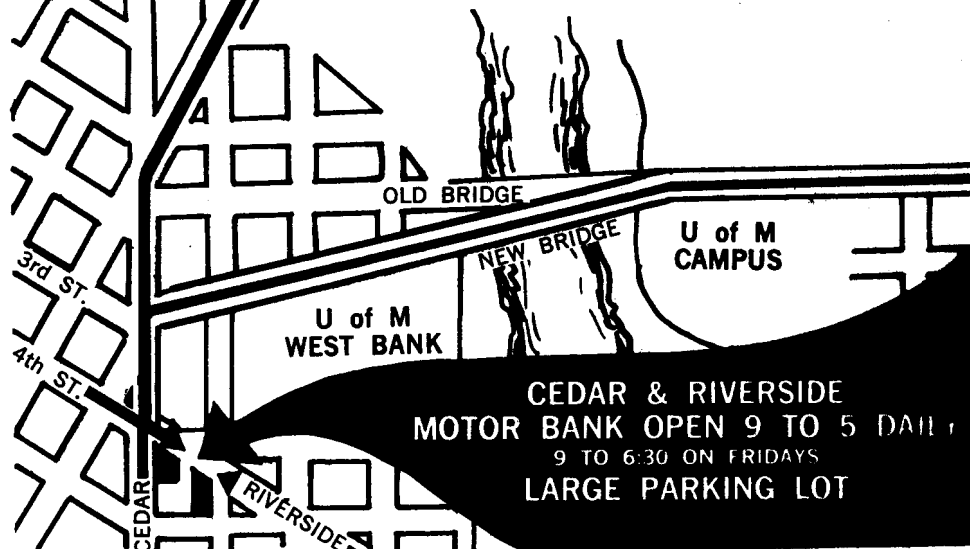 OLD BRIDGE
NEW BRIDGE
U of M
CAMPUS
3rd ST.
U of M
WEST BANK
4th ST.
CEDAR & RIVERSIDE
MOTOR BANK OPEN 9 TO 5 DAILY
9 TO 6:30 ON FRIDAYS
LARGE PARKING LOT
CEDAR
RIVERSIDE